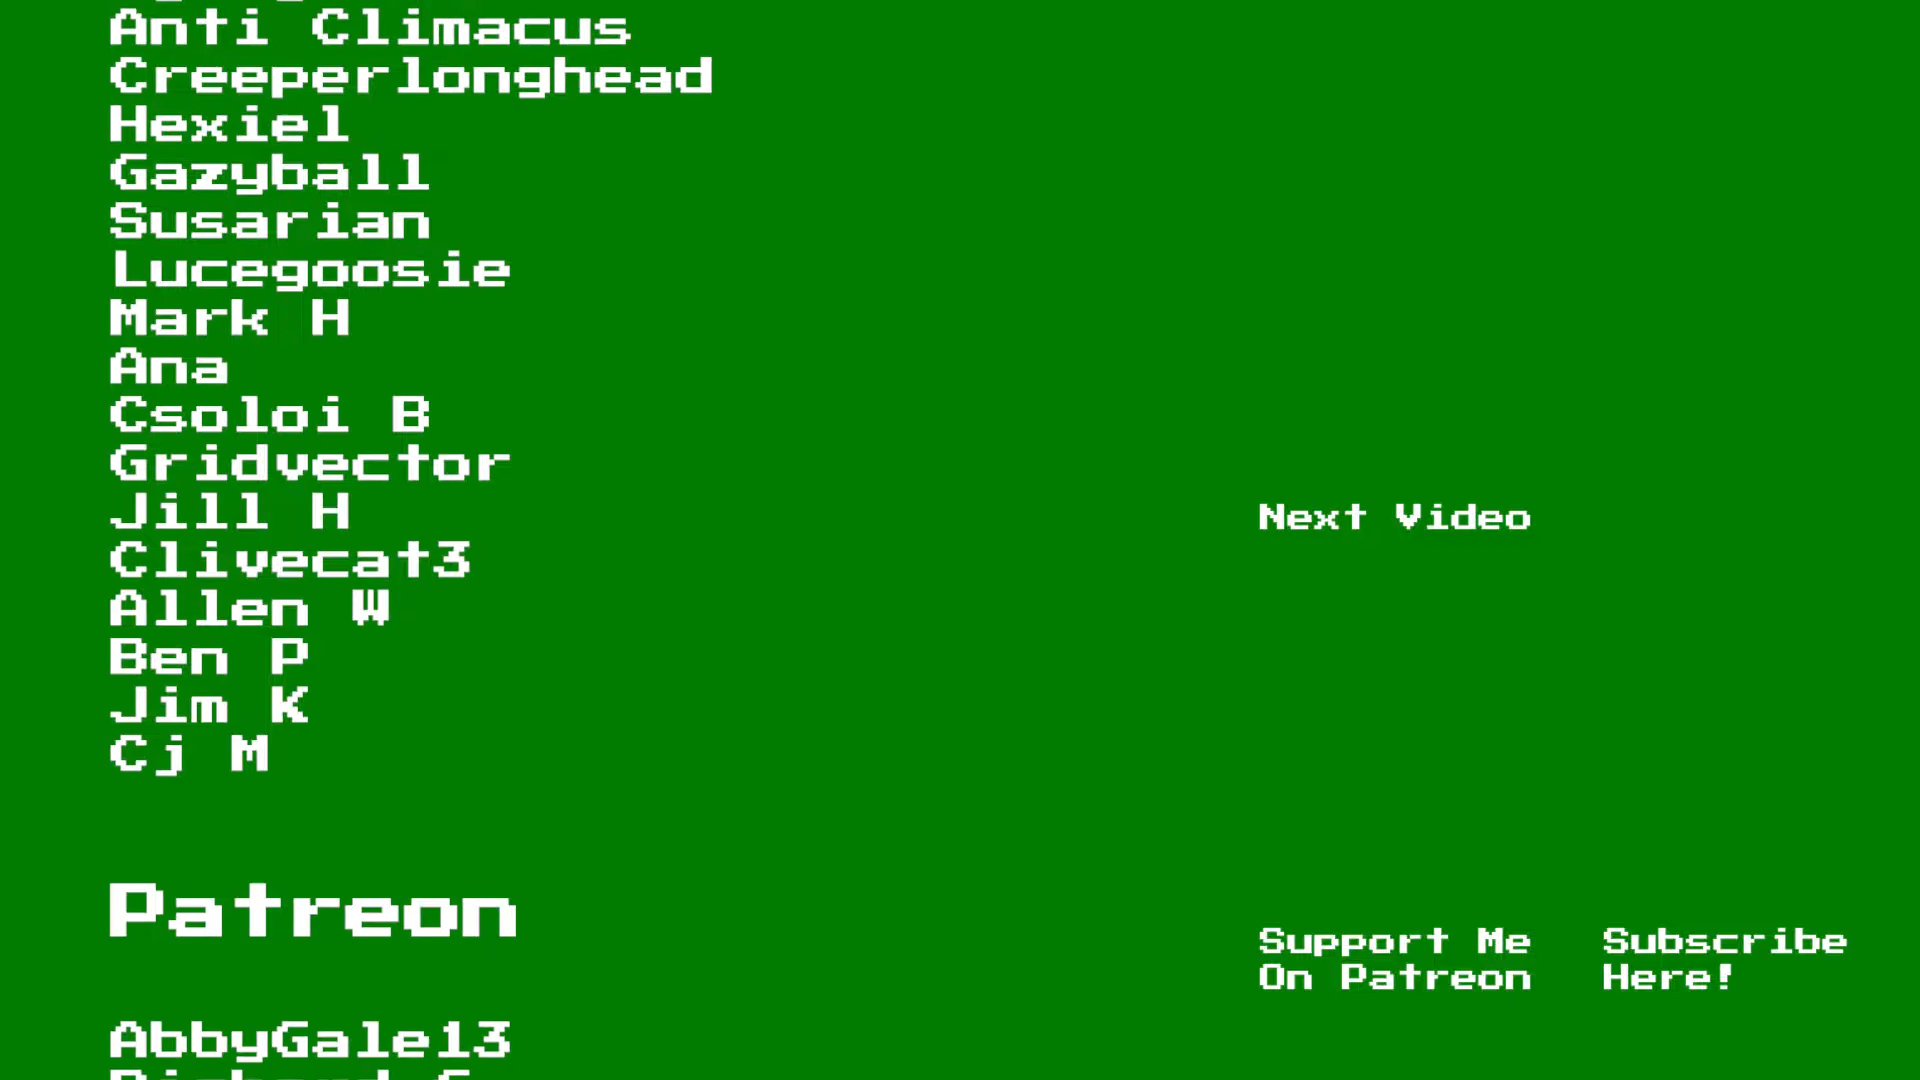 Anti Climacus
Creeperlonghead
Hexiel
Gazyball
Susarian
Lucegoosie
Mark H
Ana
Csoloi B
Gridvector
Jill H
Clivecat3
Allen W
Ben P
Jim K
Cj M
Patreon
AbbyGale13
Next Video
Support Me
On Patreon
Subscribe
Here!